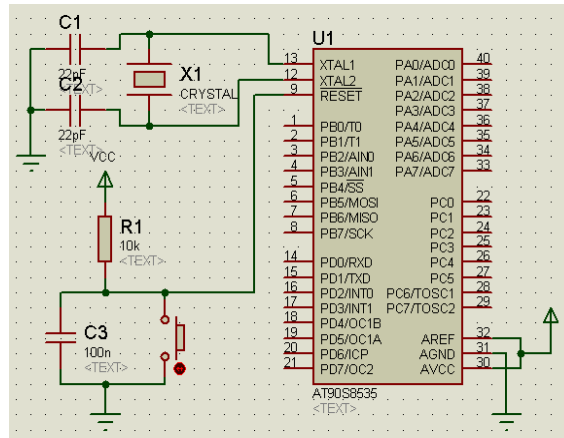 C1
22pF
<TEXT>
C2
22pF
<TEXT>
X1
CRYSTAL
<TEXT>
VCC
R1
10k
<TEXT>
C3
100n
<TEXT>
U1
13 XTAL1 PA0/ADC0 40
12 XTAL2 PA1/ADC1 39
9 RESET PA2/ADC2 38
PA3/ADC3 37
1 PB0/T0 PA4/ADC4 36
2 PB1/T1 PA5/ADC5 35
3 PB2/AIN0 PA6/ADC6 34
4 PB3/AIN1 PA7/ADC7 33
5 PB4/SS
6 PB5/MOSI PC0 22
7 PB6/MISO PC1 23
8 PB7/SCK PC2 24
PC3 25
14 PD0/RXD PC4 26
15 PD1/TXD PC5 27
16 PD2/INT0 PC6/TOSC1 28
17 PD3/INT1 PC7/TOSC2 29
18 PD4/OC1B
19 PD5/OC1A AREF 32
20 PD6/ICP AGND 31
21 PD7/OC2 AVCC 30
AT90S8535
<TEXT>